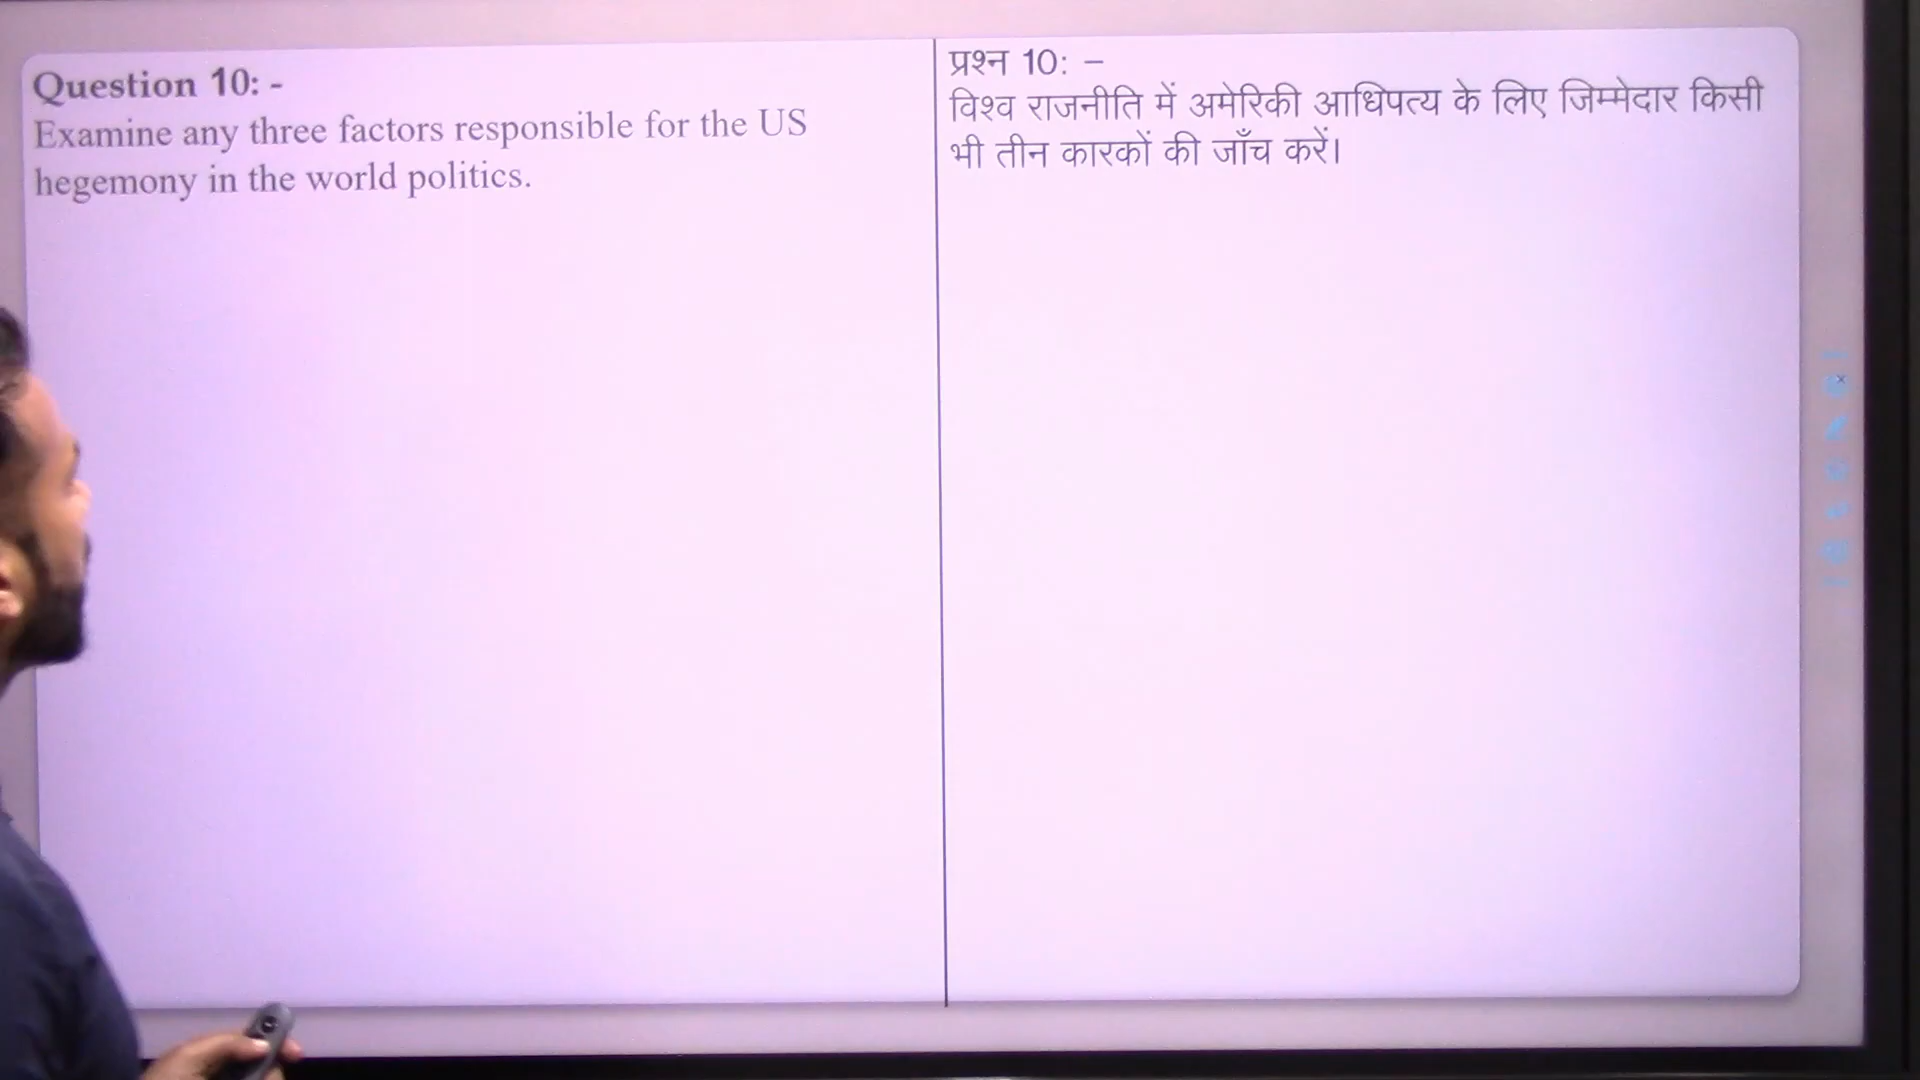 Question 10: -
Examine any three factors responsible for the US
hegemony in the world politics.
प्रश्न 10: –
विश्व राजनीति में अमेरिकी आधिपत्य के लिए जिम्मेदार किसी
भी तीन कारकों की जाँच करें।